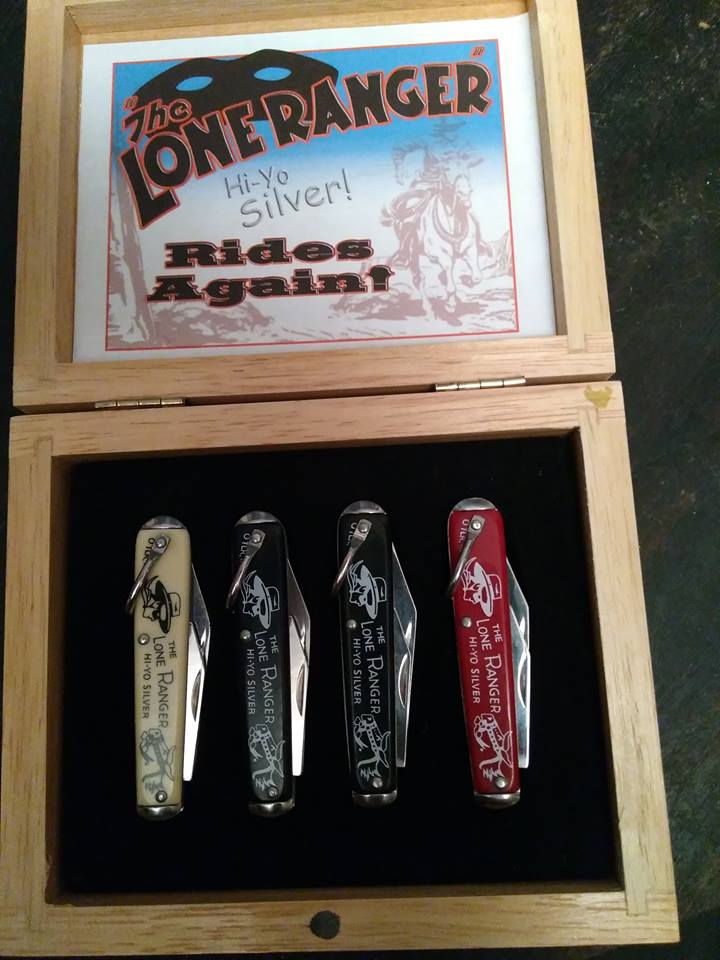 "The
LONE RANGER"
Hi-Yo
Silver!
Rides
Again!
THE
LONE RANGER
HI-YO SILVER
THE
LONE RANGER
HI-YO SILVER
THE
LONE RANGER
HI-YO SILVER
THE
LONE RANGER
HI-YO SILVER